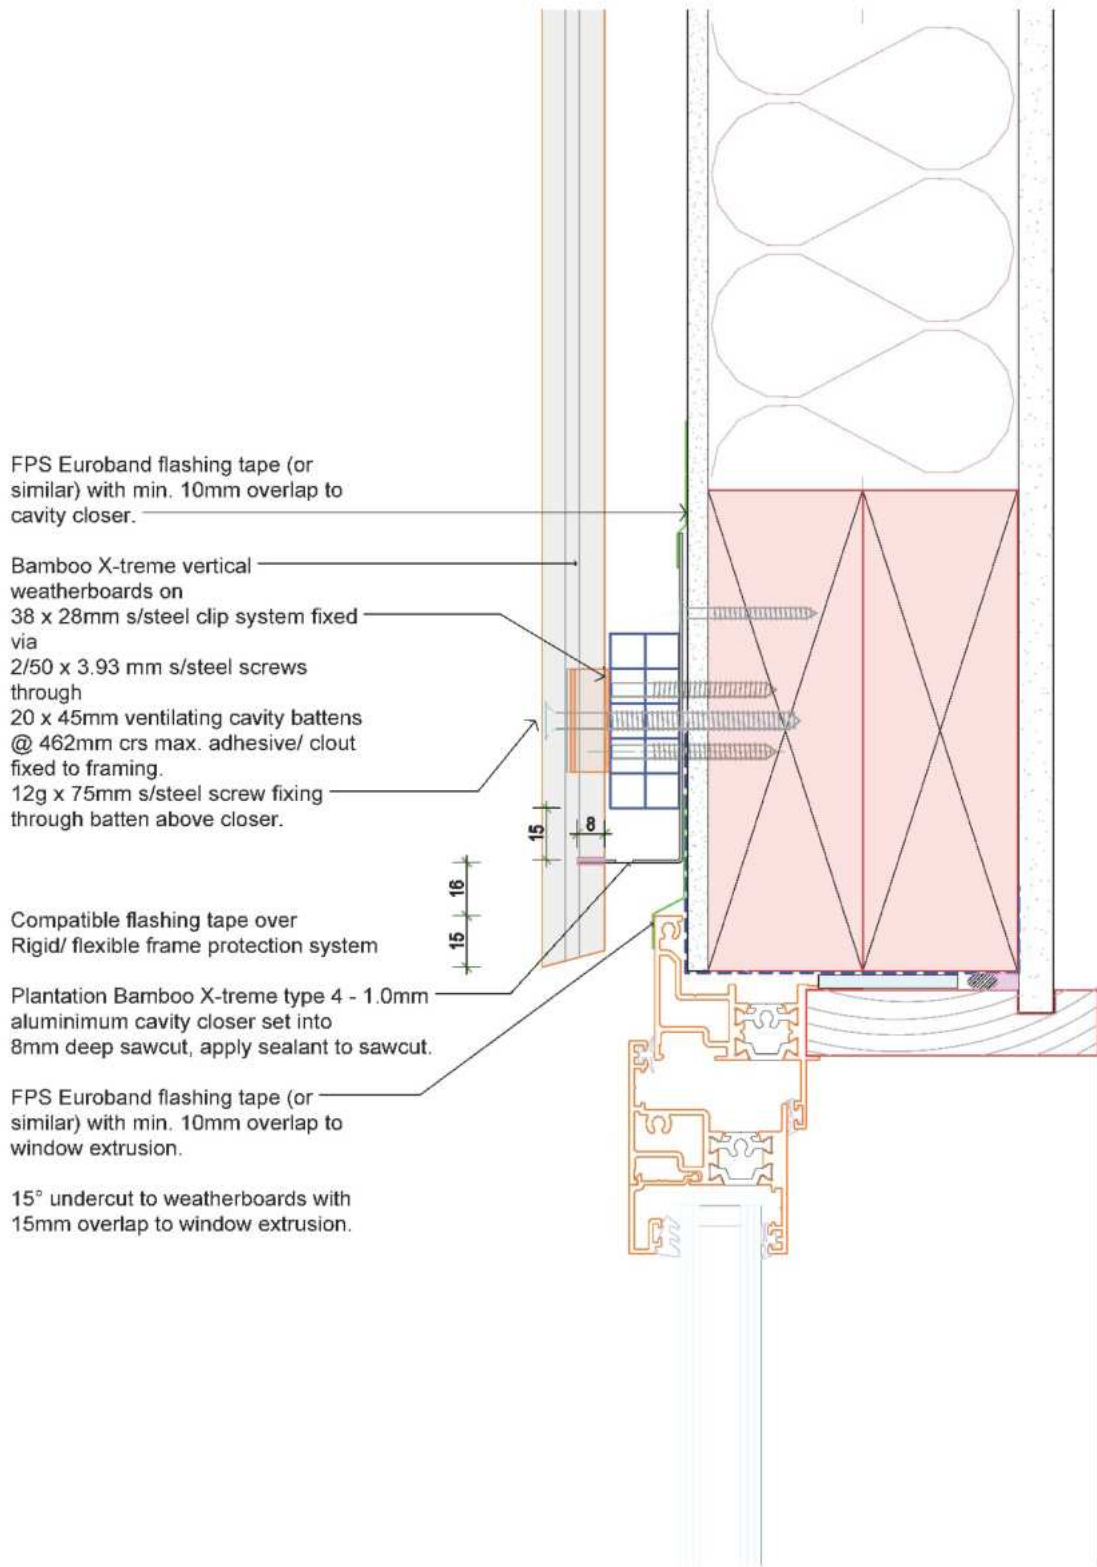 FPS Euroband flashing tape (or
similar) with min. 10mm overlap to
cavity closer.
Bamboo X-treme vertical
weatherboards on
38 x 28mm s/steel clip system fixed
via
2/50 x 3.93 mm s/steel screws
through
20 x 45mm ventilating cavity battens
@ 462mm crs max. adhesive/ clout
fixed to framing.
12g x 75mm s/steel screw fixing
through batten above closer.
15
8
16
15
Compatible flashing tape over
Rigid/ flexible frame protection system
Plantation Bamboo X-treme type 4 - 1.0mm
aluminimum cavity closer set into
8mm deep sawcut, apply sealant to sawcut.
FPS Euroband flashing tape (or
similar) with min. 10mm overlap to
window extrusion.
15° undercut to weatherboards with
15mm overlap to window extrusion.